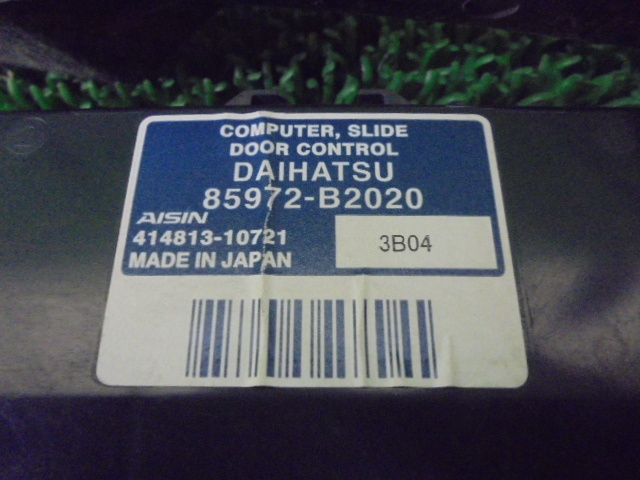 COMPUTER, SLIDE
DOOR CONTROL
DAIHATSU
85972-B2020
AISIN
414813-10721
3B04
MADE IN JAPAN